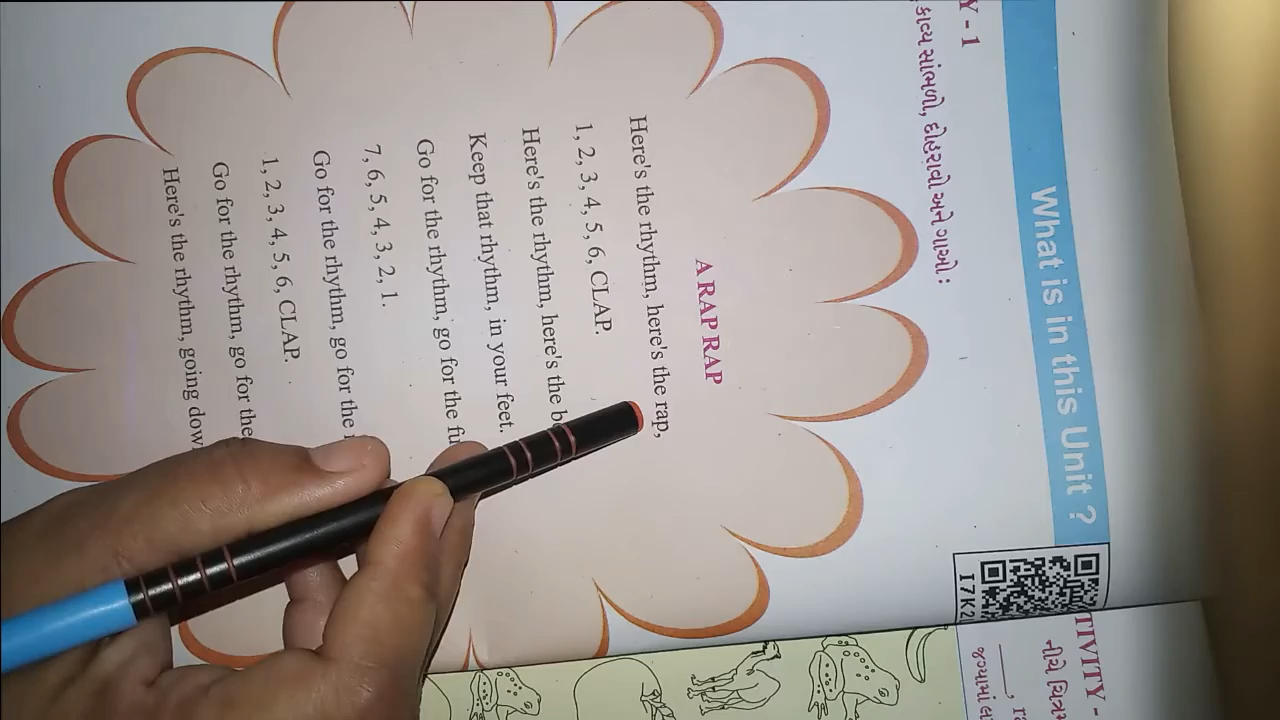 What is in this Unit ?
Y - 1
કાવ્ય સાંભળો, દોહરાવો અને ગાઓ :
A RAP RAP
Here's the rhythm, here's the rap,
1, 2, 3, 4, 5, 6, CLAP.
Here's the rhythm, here's the
Keep that rhythm, in your feet.
Go for the rhythm, go for the
7, 6, 5, 4, 3, 2, 1.
Go for the rhythm, go for the
1, 2, 3, 4, 5, 6, CLAP.
Go for the rhythm, go for the
Here's the rhythm, going
I7K2
TIVITY -
નીચે